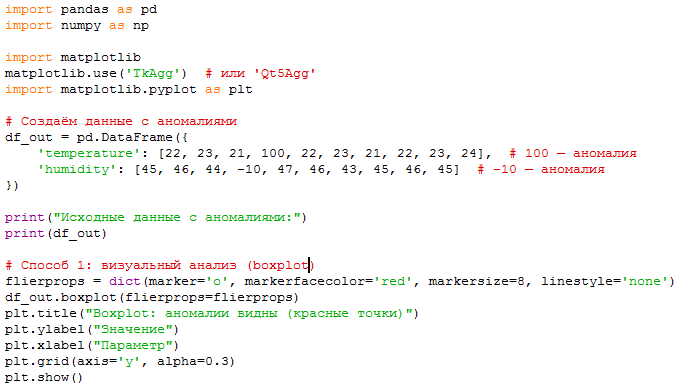 import pandas as pd
import numpy as np
import matplotlib
matplotlib.use('TkAgg')  # или 'Qt5Agg'
import matplotlib.pyplot as plt
# Создаём данные с аномалиями
df_out = pd.DataFrame({
    'temperature': [22, 23, 21, 100, 22, 23, 21, 22, 23, 24],  # 100 — аномалия
    'humidity': [45, 46, 44, -10, 47, 46, 43, 45, 46, 45]  # -10 — аномалия
})
print("Исходные данные с аномалиями:")
print(df_out)
# Способ 1: визуальный анализ (boxplot)
flierprops = dict(marker='o', markerfacecolor='red', markersize=8, linestyle='none')
df_out.boxplot(flierprops=flierprops)
plt.title("Boxplot: аномалии видны (красные точки)")
plt.ylabel("Значение")
plt.xlabel("Параметр")
plt.grid(axis='y', alpha=0.3)
plt.show()